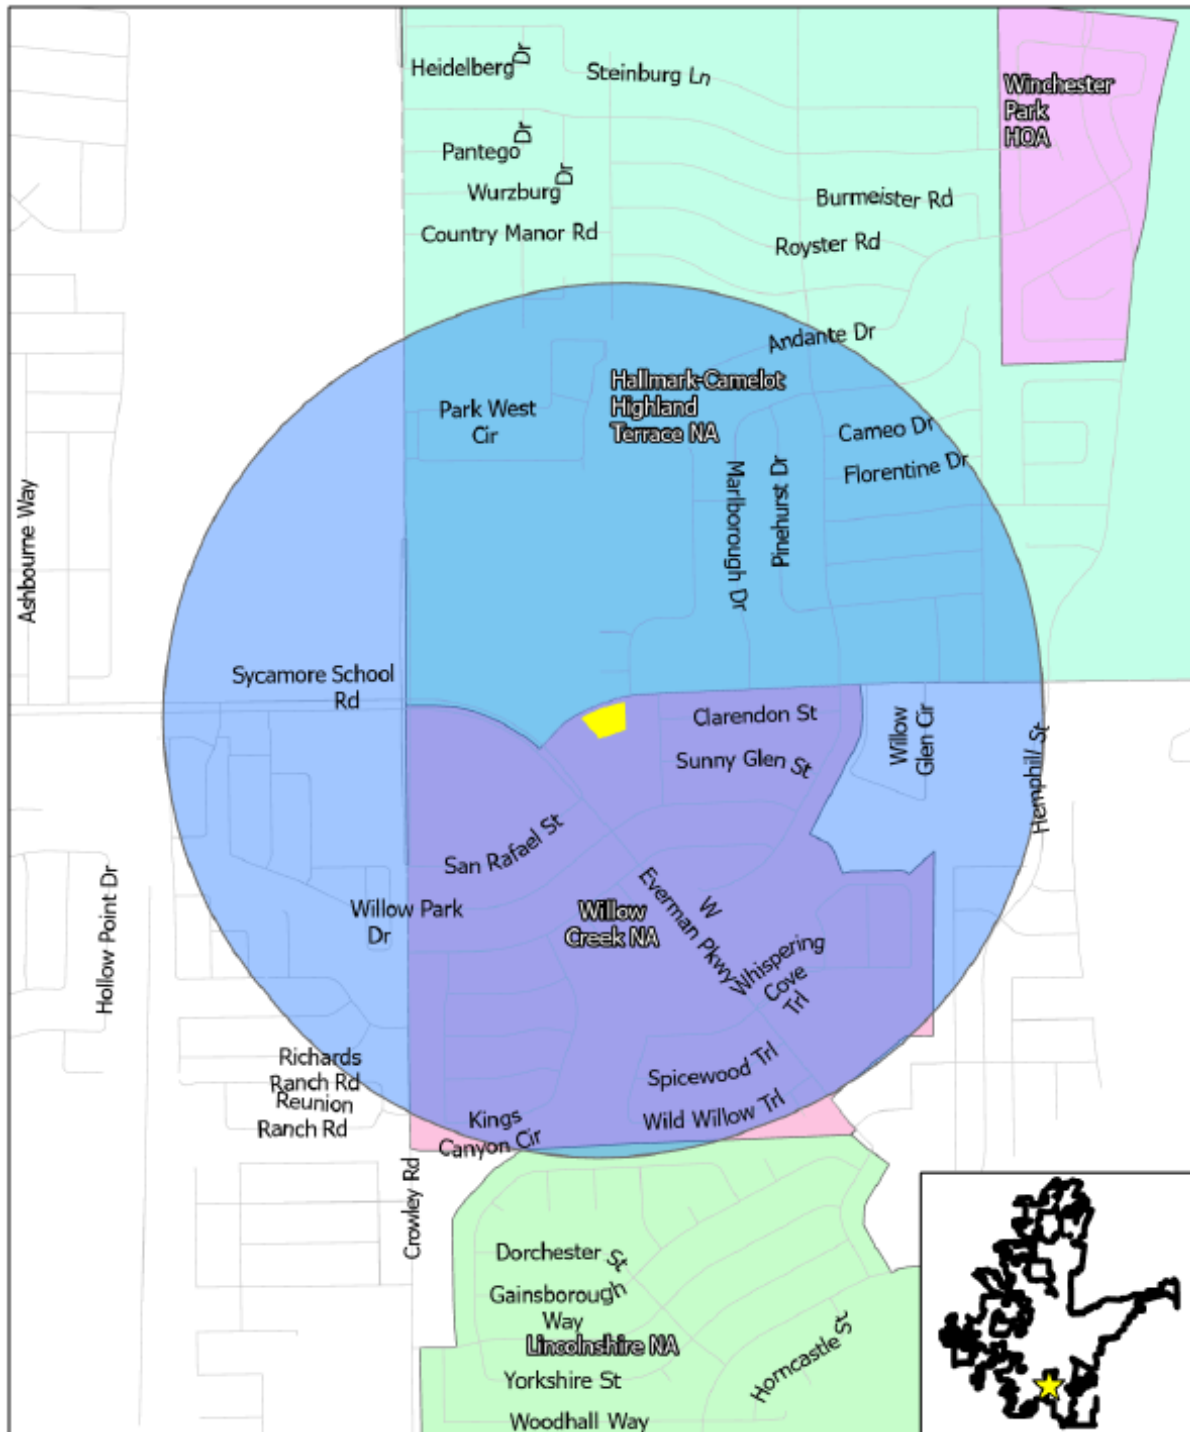 Heidelberg Dr
Steinburg Ln
Winchester
Park
HOA
Pantego Dr
Wurzburg Dr
Burmeister Rd
Country Manor Rd
Royster Rd
Andante Dr
Hallmark-Camelot
Highland
Terrace NA
Park West
Cir
Cameo Dr
Florentine Dr
Marlborough Dr
Pinehurst Dr
Ashbourne Way
Sycamore School
Rd
Clarendon St
Willow
Glen Cir
Sunny Glen St
Hemphill St
San Rafael St
Hollow Point Dr
Willow Park
Dr
Willow
Creek NA
Everman Pkwy
W
Whispering
Cove
Trl
Richards
Ranch Rd
Reunion
Ranch Rd
Spicewood Trl
Wild Willow Trl
Kings
Canyon Cir
Crowley Rd
Dorchester St
Gainsborough
Way
Lincolnshire NA
Horncastle St
Yorkshire St
Woodhall Way